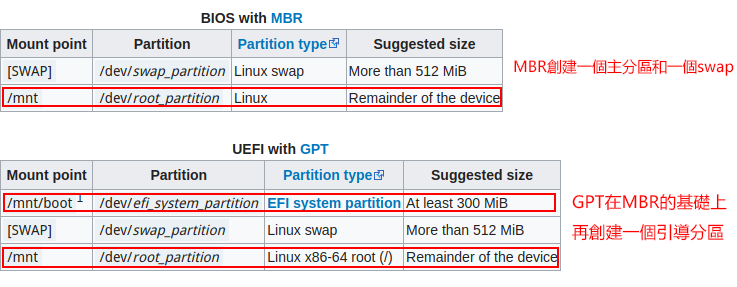 BIOS with MBR
Mount point Partition Partition type Suggested size
[SWAP] /dev/swap_partition Linux swap More than 512 MiB
MBR創建一個主分區和一個swap
/mnt /dev/root_partition Linux Remainder of the device
UEFI with GPT
Mount point Partition Partition type Suggested size
/mnt/boot 1 /dev/efi_system_partition EFI system partition At least 300 MiB
GPT在MBR的基礎上
[SWAP] /dev/swap_partition Linux swap More than 512 MiB
再創建一個引導分區
/mnt /dev/root_partition Linux x86-64 root (/) Remainder of the device